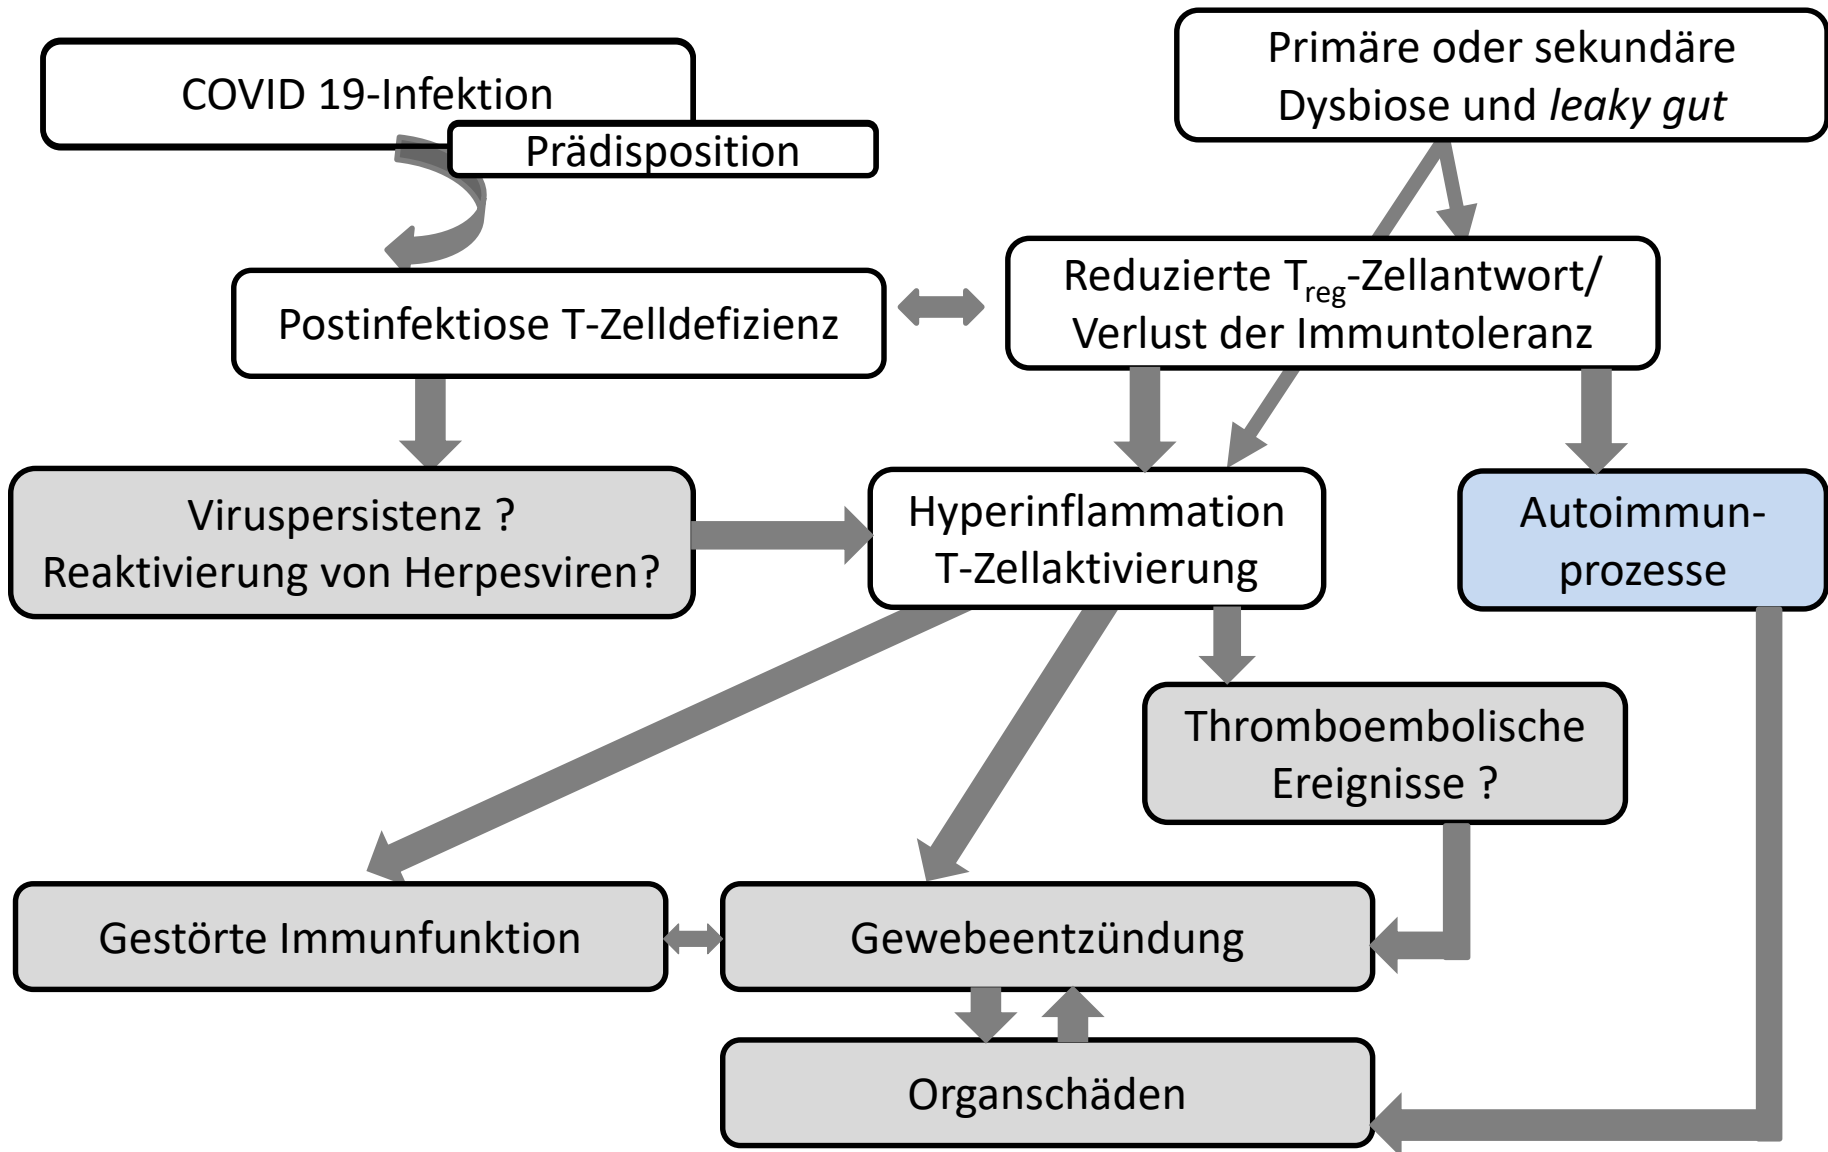 COVID 19-Infektion
Prädisposition
Primäre oder sekundäre
Dysbiose und leaky gut
Postinfektiose T-Zelldefizienz
Reduzierte Treg-Zellantwort/
Verlust der Immuntoleranz
Viruspersistenz ?
Reaktivierung von Herpesviren?
Hyperinflammation
T-Zellaktivierung
Autoimmun-
prozesse
Thromboembolische
Ereignisse ?
Gestörte Immunfunktion
Gewebeentzündung
Organschäden